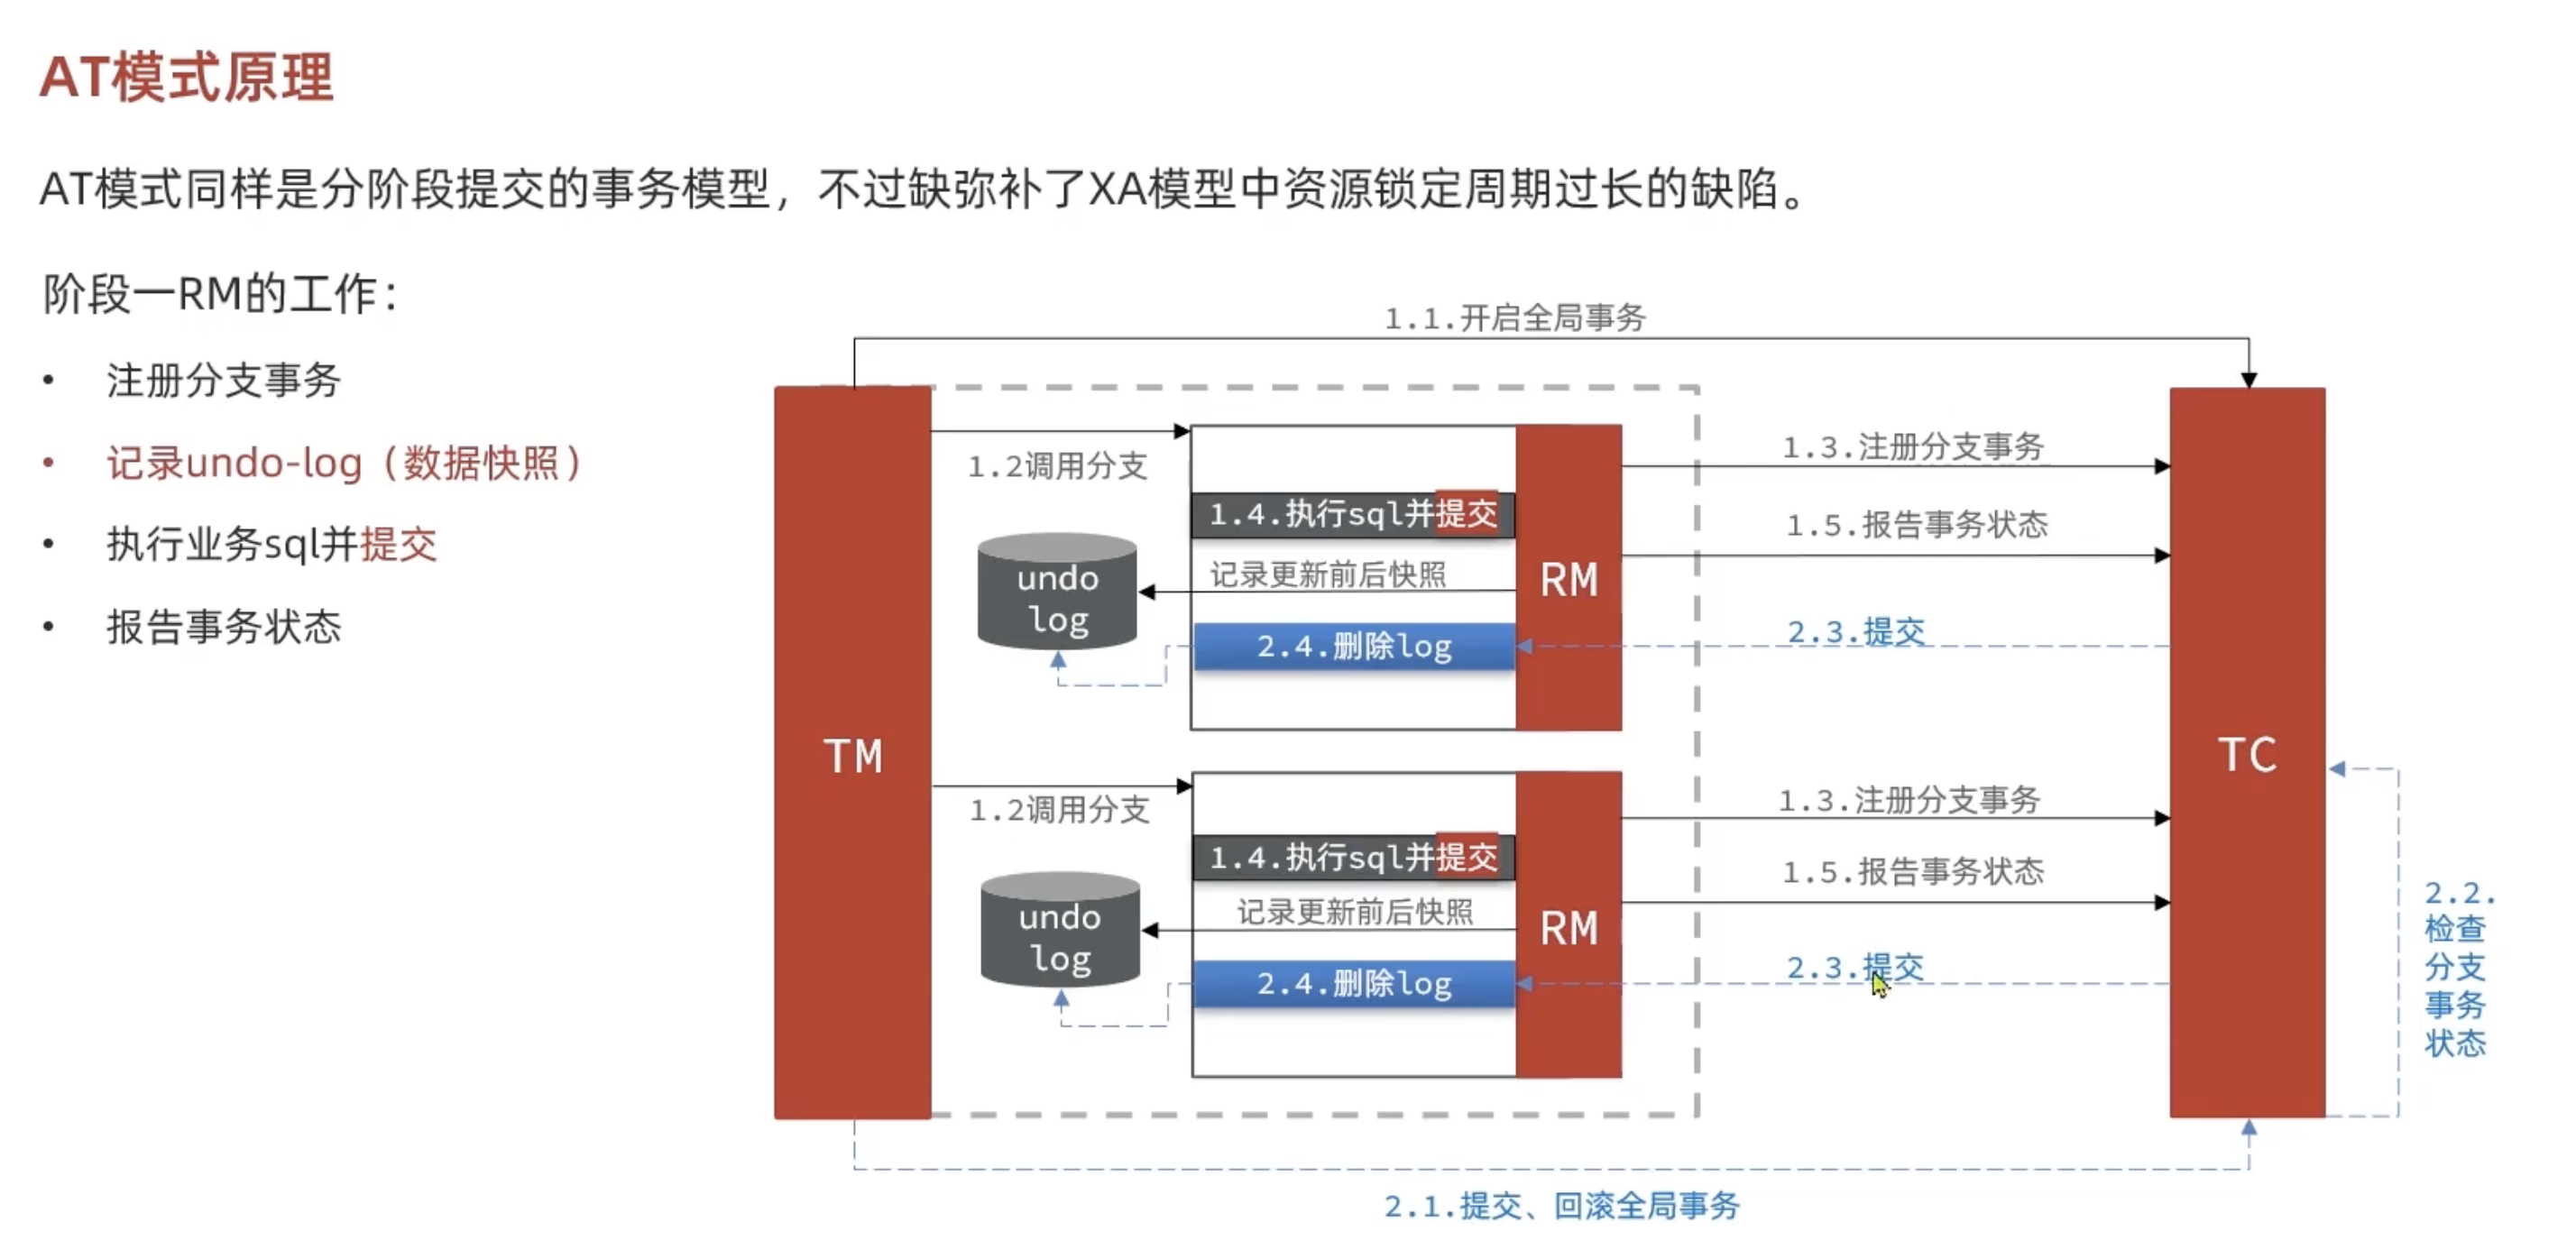 AT模式原理
AT模式同样是分阶段提交的事务模型，不过缺弥补了XA模型中资源锁定周期过长的缺陷。
阶段一RM的工作：
• 注册分支事务
• 记录undo-log（数据快照）
• 执行业务sql并提交
• 报告事务状态
1.1.开启全局事务
TM
1.2调用分支
1.4.执行sql并提交
记录更新前后快照
undo
log
2.4.删除log
RM
1.3.注册分支事务
1.5.报告事务状态
2.3.提交
1.2调用分支
1.4.执行sql并提交
记录更新前后快照
undo
log
2.4.删除log
RM
1.3.注册分支事务
1.5.报告事务状态
2.3.提交
TC
2.2.
检查
分支
事务
状态
2.1.提交、回滚全局事务